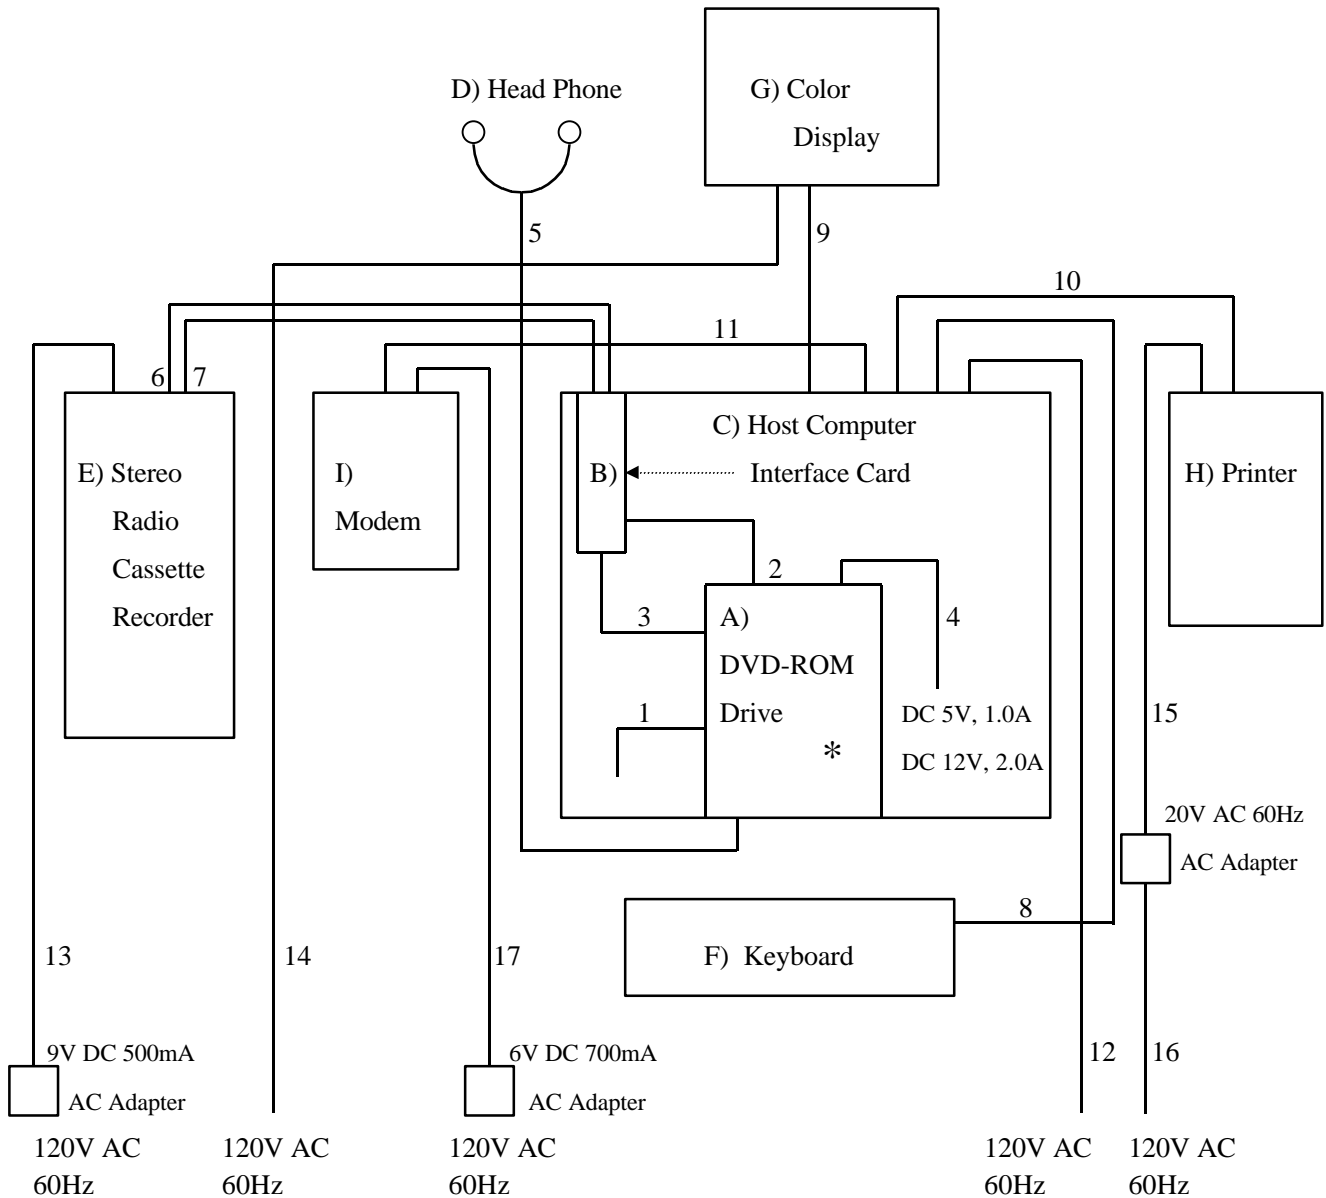 D) Head Phone
G) Color
Display
5
9
10
11
6
7
C) Host Computer
E) Stereo
Radio
Cassette
Recorder
I)
Modem
B)
Interface Card
H) Printer
2
3
A)
DVD-ROM
Drive
*
4
1
DC 5V, 1.0A
DC 12V, 2.0A
15
20V AC 60Hz
AC Adapter
8
F) Keyboard
13
14
17
12
16
9V DC 500mA
AC Adapter
6V DC 700mA
AC Adapter
120V AC
60Hz
120V AC
60Hz
120V AC
60Hz
120V AC
60Hz
120V AC
60Hz